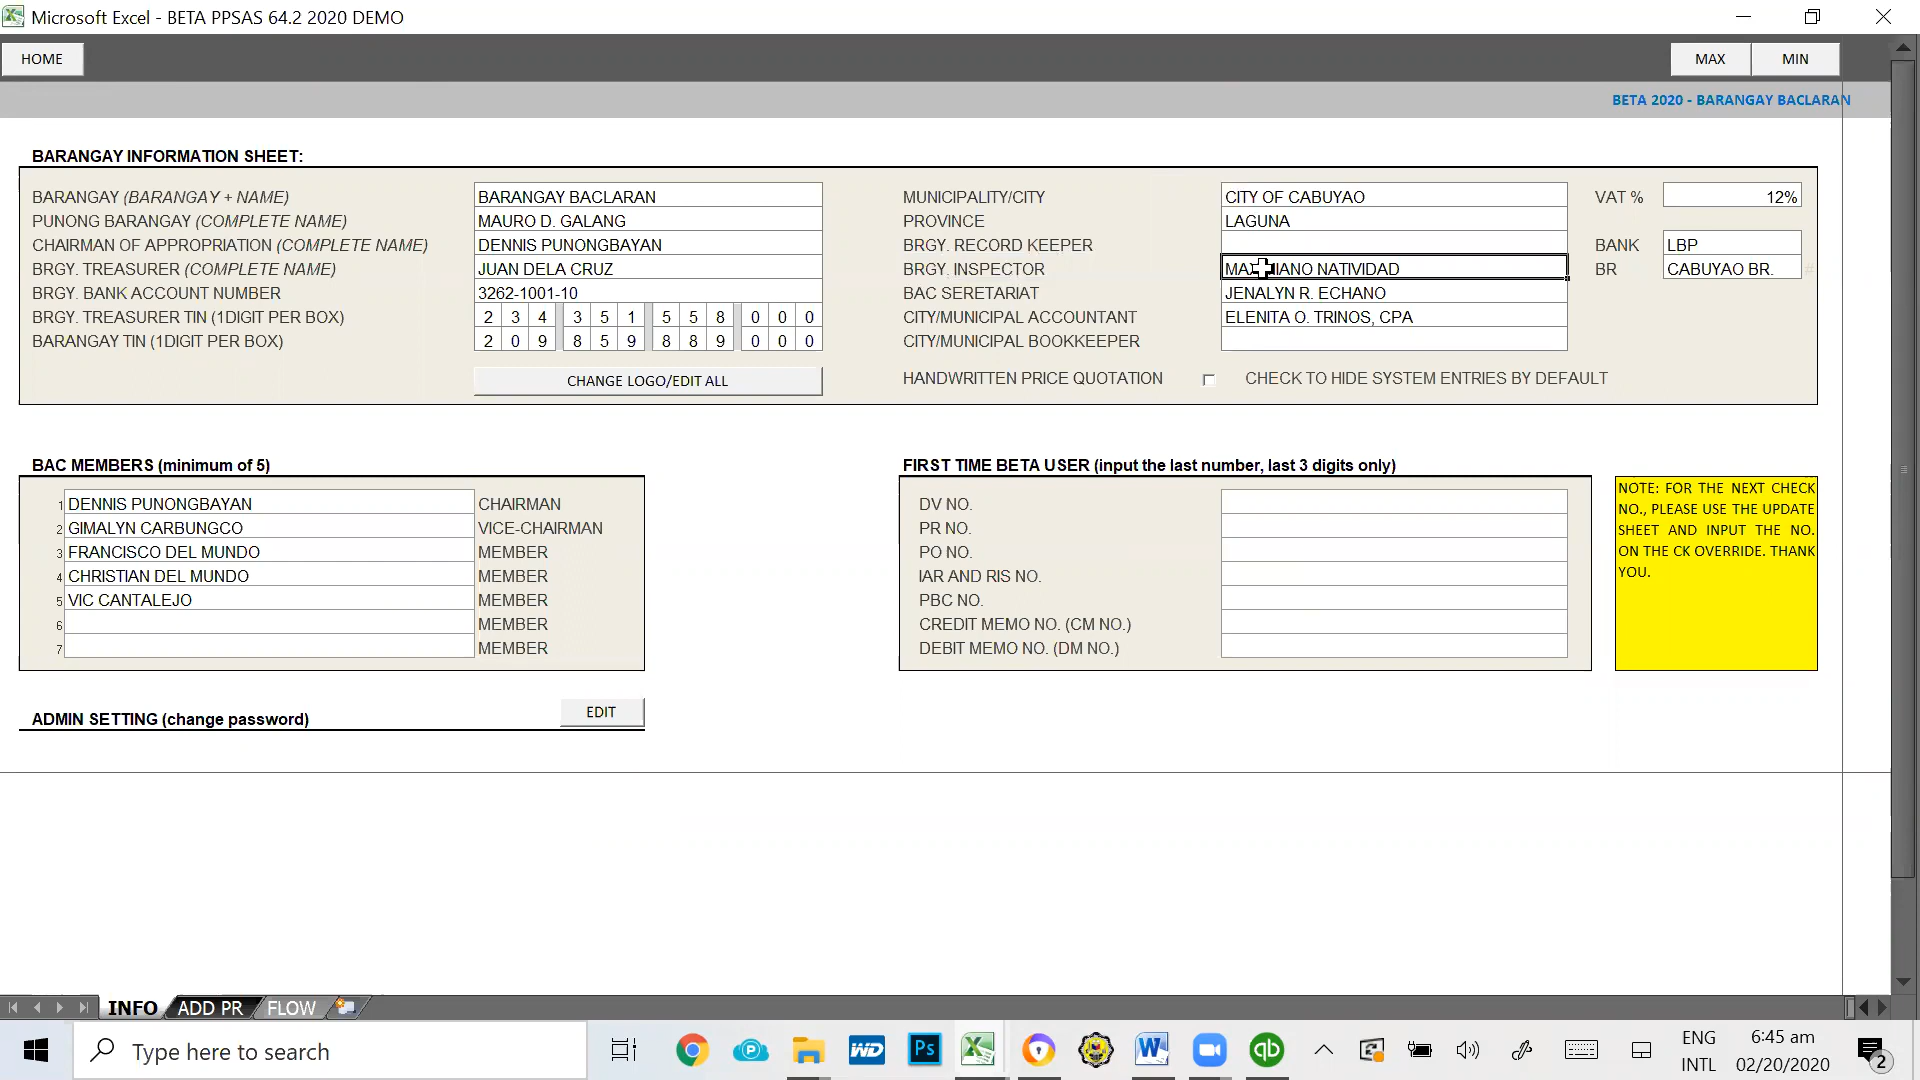 Microsoft Excel - BETA PPSAS 64.2 2020 DEMO
HOME
MAX
MIN
BETA 2020 - BARANGAY BACLARAN
BARANGAY INFORMATION SHEET:
BARANGAY (BARANGAY + NAME) BARANGAY BACLARAN
PUNONG BARANGAY (COMPLETE NAME) MAURO D. GALANG
CHAIRMAN OF APPROPRIATION (COMPLETE NAME) DENNIS PUNONGBAYAN
BRGY. TREASURER (COMPLETE NAME) JUAN DELA CRUZ
BRGY. BANK ACCOUNT NUMBER 3262-1001-10
BRGY. TREASURER TIN (1DIGIT PER BOX) 2 3 4 3 5 1 5 5 8 0 0 0
BARANGAY TIN (1DIGIT PER BOX) 2 0 9 8 5 9 8 8 9 0 0 0
CHANGE LOGO/EDIT ALL
MUNICIPALITY/CITY CITY OF CABUYAO
PROVINCE LAGUNA
BRGY. RECORD KEEPER
BRGY. INSPECTOR NATIVIDAD
BAC SERETARIAT JENALYN R. ECHANO
CITY/MUNICIPAL ACCOUNTANT ELENITA O. TRINOS, CPA
CITY/MUNICIPAL BOOKKEEPER
HANDWRITTEN PRICE QUOTATION CHECK TO HIDE SYSTEM ENTRIES BY DEFAULT
VAT % 12%
BANK LBP
BR CABUYAO BR. #
BAC MEMBERS (minimum of 5)
1 DENNIS PUNONGBAYAN CHAIRMAN
2 GIMALYN CARBUNGCO VICE-CHAIRMAN
3 FRANCISCO DEL MUNDO MEMBER
4 CHRISTIAN DEL MUNDO MEMBER
5 VIC CANTALEJO MEMBER
6 MEMBER
7 MEMBER
FIRST TIME BETA USER (input the last number, last 3 digits only)
DV NO.
PR NO.
PO NO.
IAR AND RIS NO.
PBC NO.
CREDIT MEMO NO. (CM NO.)
DEBIT MEMO NO. (DM NO.)
NOTE: FOR THE NEXT CHECK
NO., PLEASE USE THE UPDATE
SHEET AND INPUT THE NO.
ON THE CK OVERRIDE. THANK
YOU.
ADMIN SETTING (change password)
EDIT
INFO ADD PR FLOW
Type here to search
WD
Ps
W
qb
ENG
INTL
6:45 am
02/20/2020
2